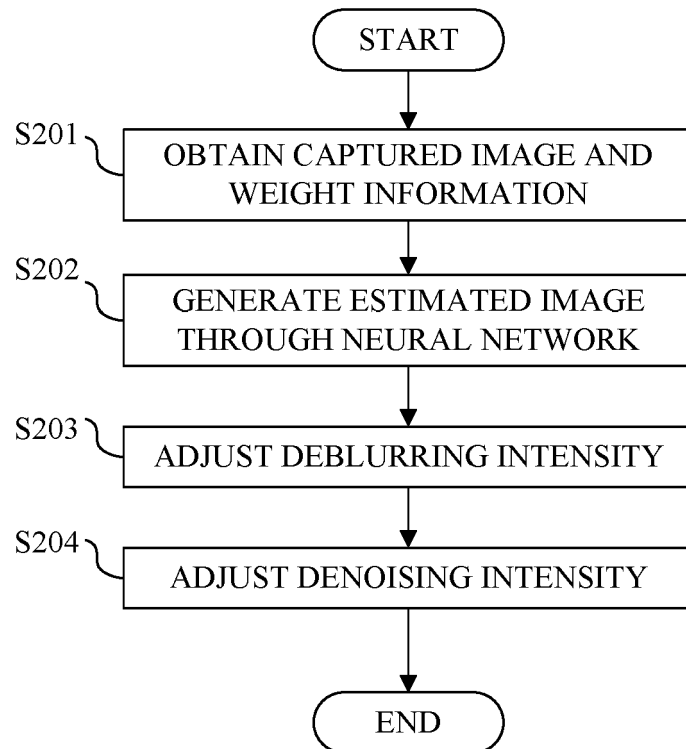 START
S201
OBTAIN CAPTURED IMAGE AND
WEIGHT INFORMATION
S202
GENERATE ESTIMATED IMAGE
THROUGH NEURAL NETWORK
S203
ADJUST DEBLURRING INTENSITY
S204
ADJUST DENOISING INTENSITY
END